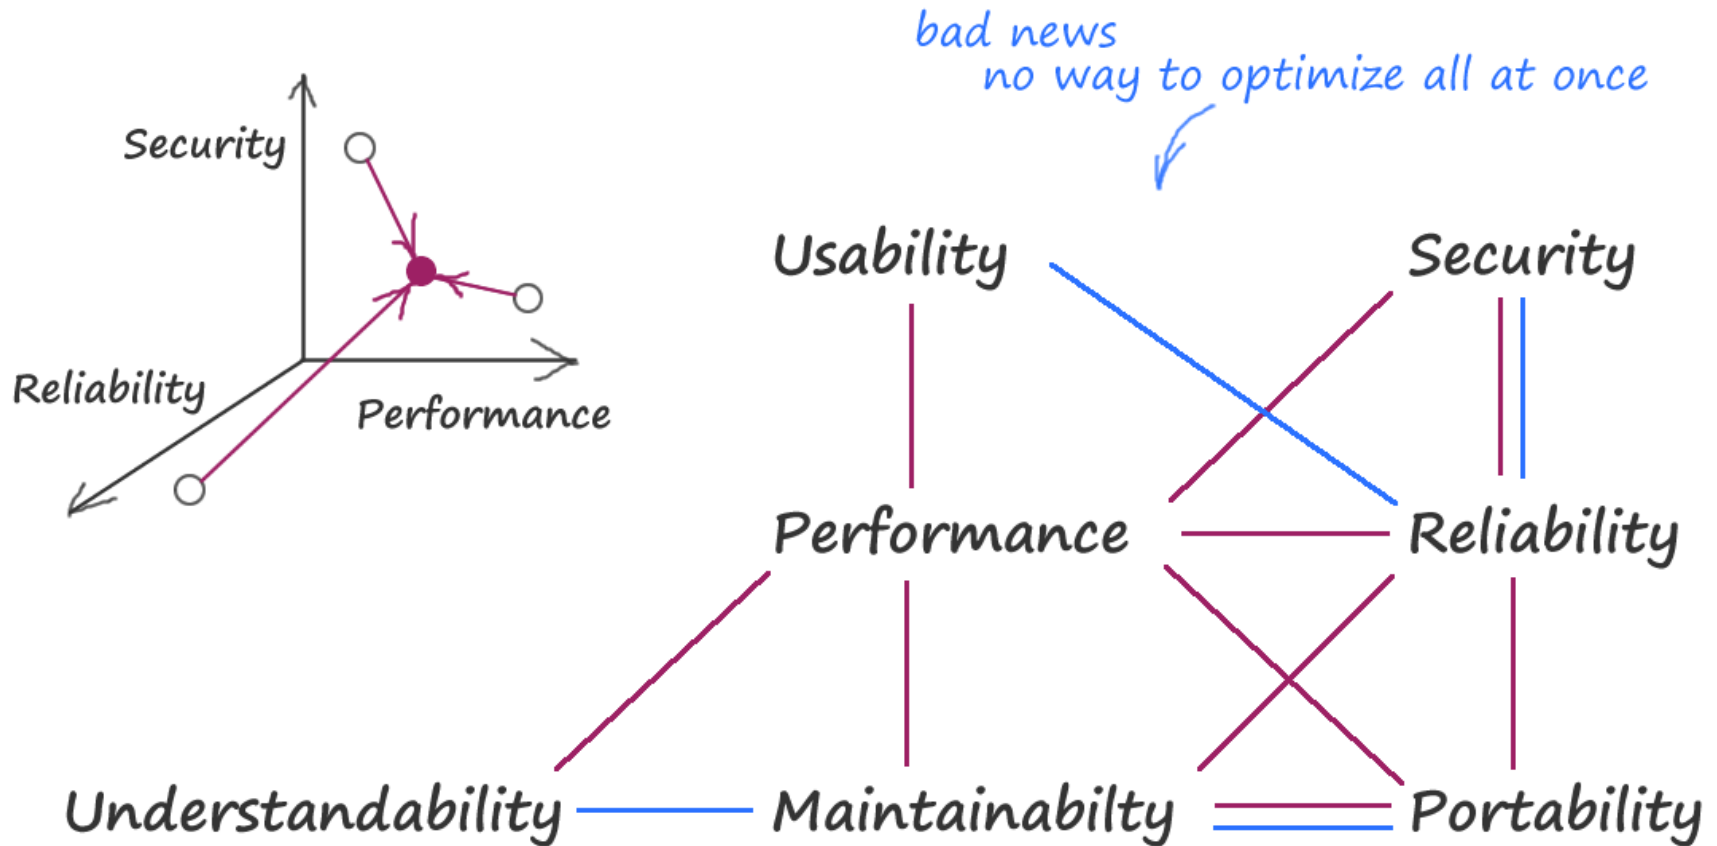 bad news
no way to optimize all at once
Security
Reliability
Performance
Usability
Security
Performance
Reliability
Understandability
Maintainabilty
Portability